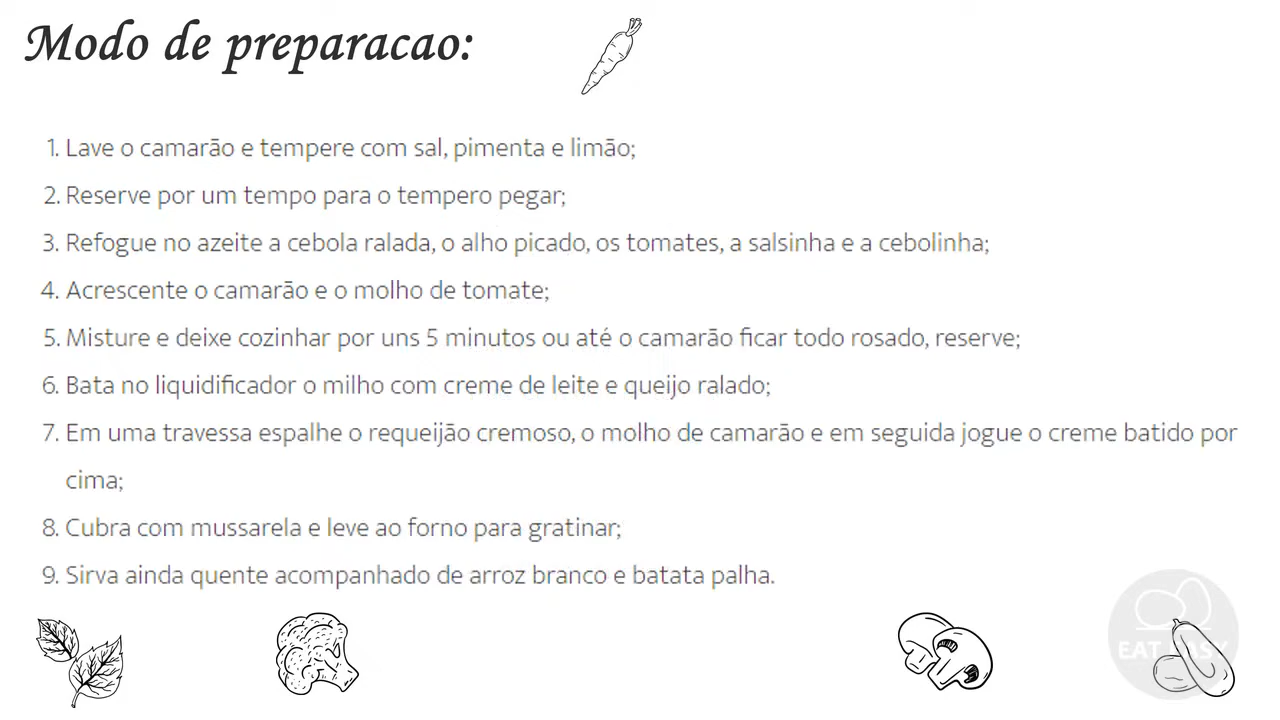 Modo de preparacao:
1. Lave o camarão e tempere com sal, pimenta e limão;
2. Reserve por um tempo para o tempero pegar;
3. Refogue no azeite a cebola ralada, o alho picado, os tomates, a salsinha e a cebolinha;
4. Acrescente o camarão e o molho de tomate;
5. Misture e deixe cozinhar por uns 5 minutos ou até o camarão ficar todo rosado, reserve;
6. Bata no liquidificador o milho com creme de leite e queijo ralado;
7. Em uma travessa espalhe o requeijão cremoso, o molho de camarão e em seguida jogue o creme batido por
cima;
8. Cubra com mussarela e leve ao forno para gratinar;
9. Sirva ainda quente acompanhado de arroz branco e batata palha.
EAT EASY